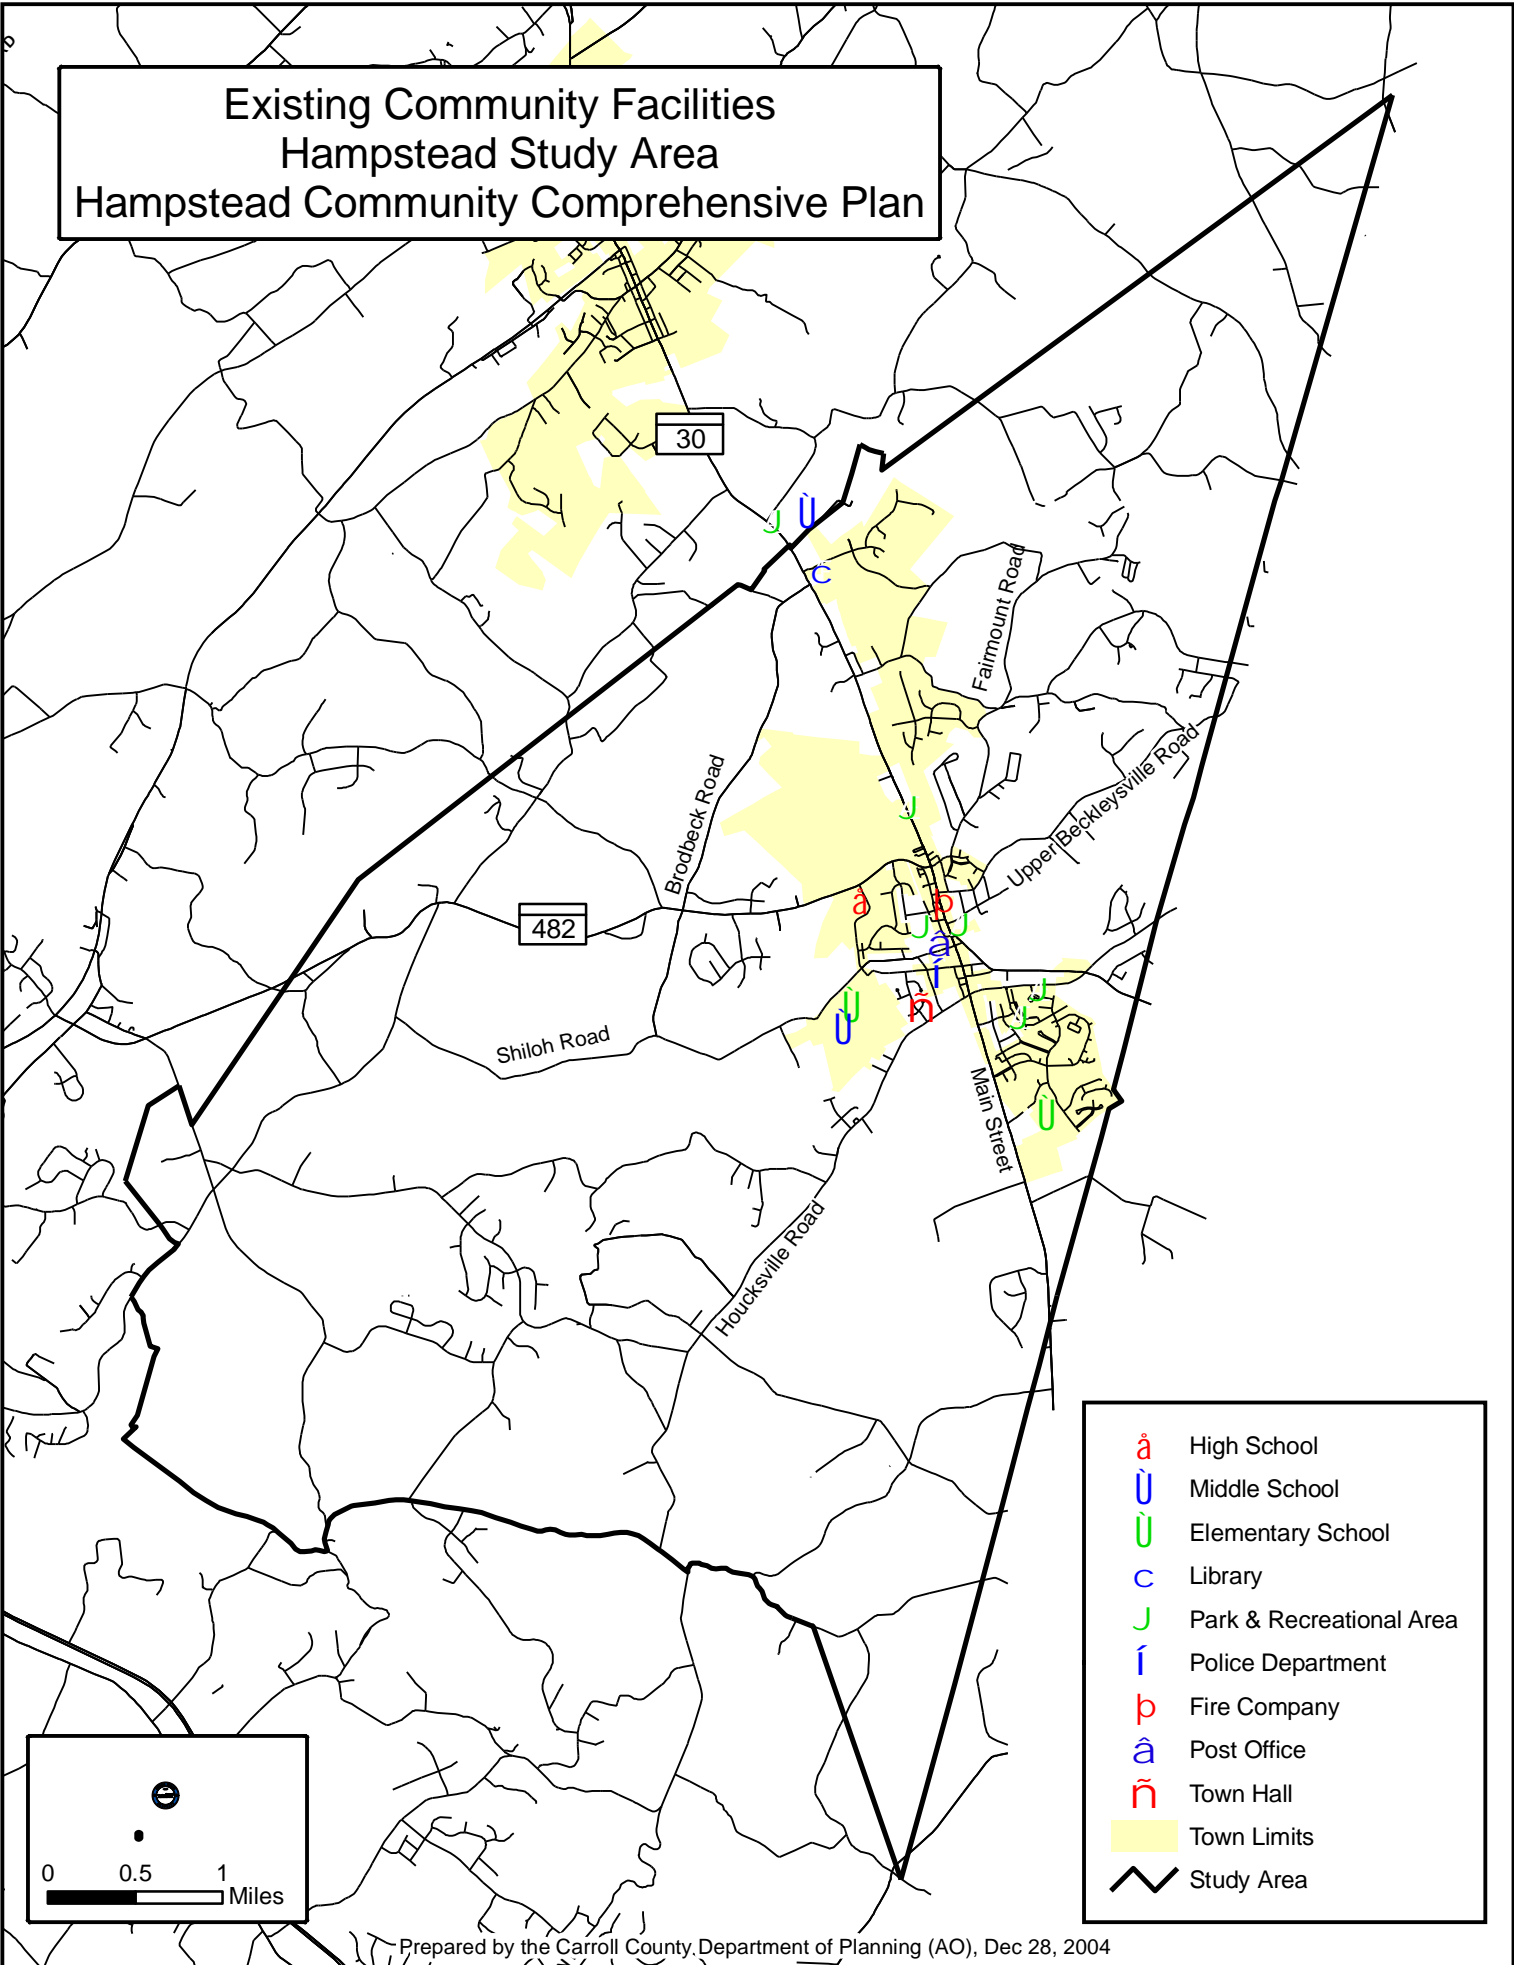 Existing Community Facilities
Hampstead Study Area
Hampstead Community Comprehensive Plan
30
Ù
J
c
Fairmount Road
Brodbeck Road
Upper Beckleysville Road
J
å
þ
482
J
J
â
Í
Ù
Ù
ñ
J
J
Shiloh Road
Main Street
Ù
Houcksville Road
å High School
Ù Middle School
Ù Elementary School
c Library
J Park & Recreational Area
Í Police Department
þ Fire Company
â Post Office
ñ Town Hall
Town Limits
Study Area
0 0.5 1
Miles
Prepared by the Carroll County Department of Planning (AO), Dec 28, 2004